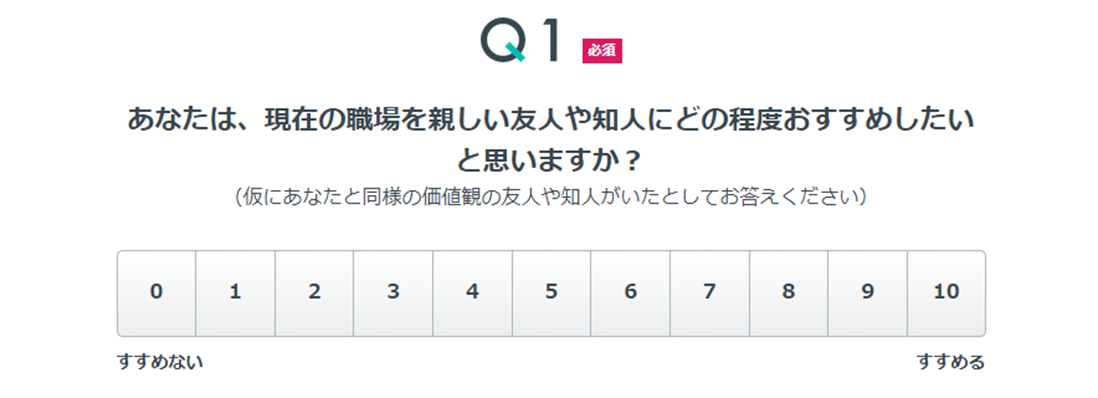 Q1 必須
あなたは、現在の職場を親しい友人や知人にどの程度おすすめしたい
と思いますか？
（仮にあなたと同様の価値観の友人や知人がいたとしてお答えください）
0 1 2 3 4 5 6 7 8 9 10
すすめない すすめる